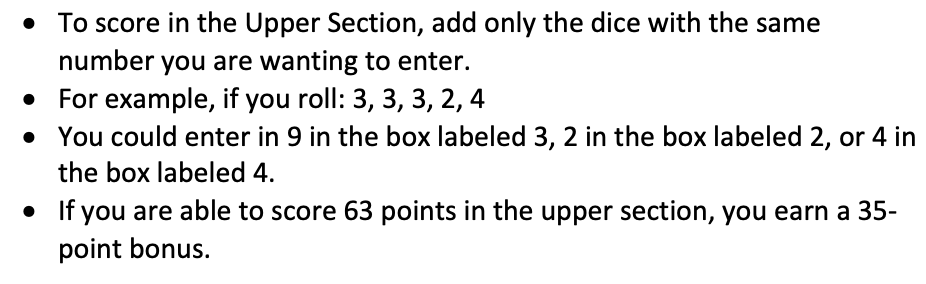 • To score in the Upper Section, add only the dice with the same
number you are wanting to enter.
• For example, if you roll: 3, 3, 3, 2, 4
• You could enter in 9 in the box labeled 3, 2 in the box labeled 2, or 4 in
the box labeled 4.
• If you are able to score 63 points in the upper section, you earn a 35-
point bonus.